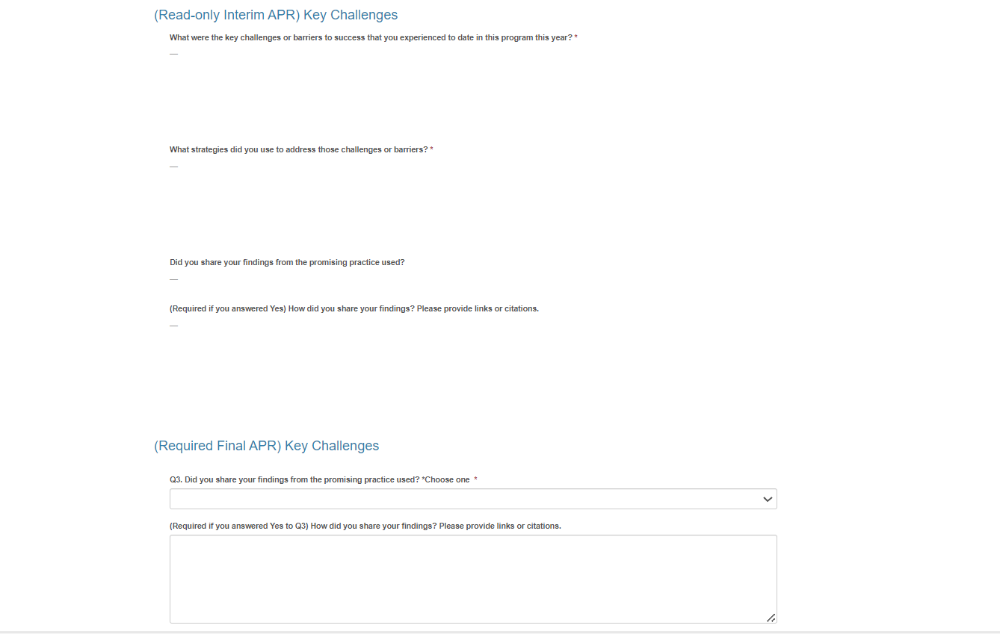 (Read-only Interim APR) Key Challenges
What were the key challenges or barriers to success that you experienced to date in this program this year? *
—
What strategies did you use to address those challenges or barriers? *
—
Did you share your findings from the promising practice used?
—
(Required if you answered Yes) How did you share your findings? Please provide links or citations.
—
(Required Final APR) Key Challenges
Q3. Did you share your findings from the promising practice used? *Choose one *
(Required if you answered Yes to Q3) How did you share your findings? Please provide links or citations.